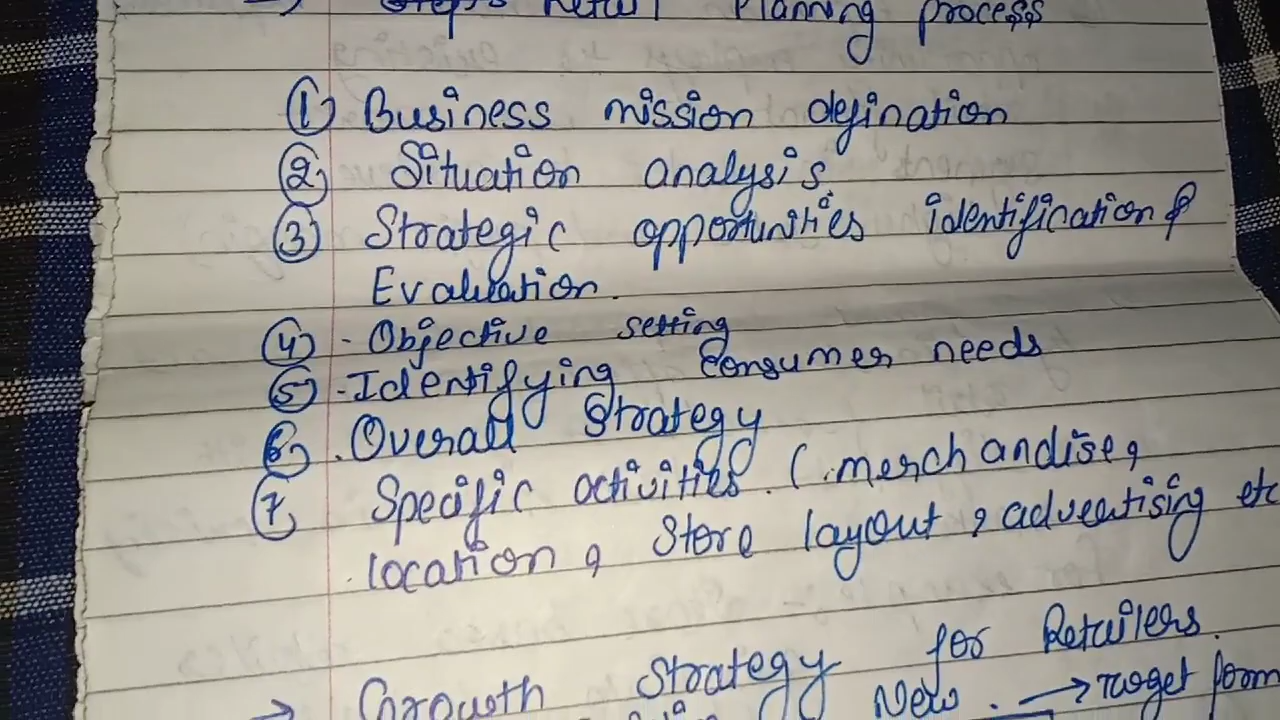 → Steps Retail Planning process
① Business mission defination
② Situation analysis.
③ Strategic opportunities identification &
Evaluation.
④ - Objective setting
⑤ - Identifying Consumer needs
⑥ . Overall Strategy
⑦ Specific activities. (merchandise,
location, Store layout, advertising etc
→ Growth Strategy for Retailers.
New. →